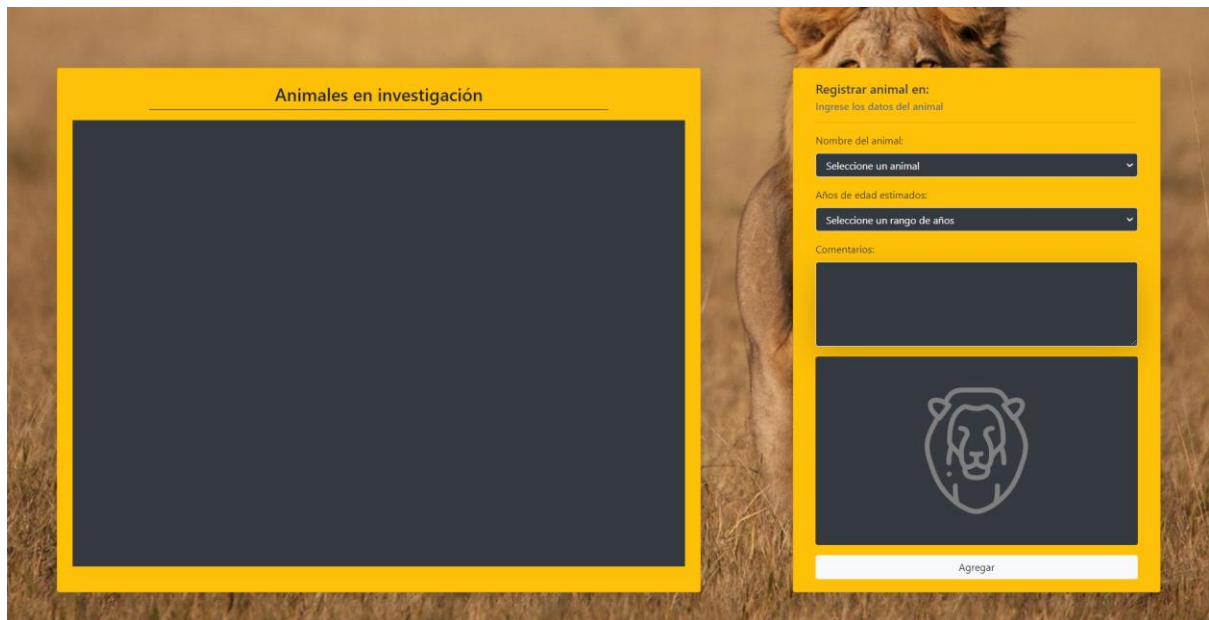 Animales en investigación
Registrar animal en:
Ingrese los datos del animal
Nombre del animal:
Seleccione un animal
Años de edad estimados:
Seleccione un rango de años
Comentarios:
Agregar